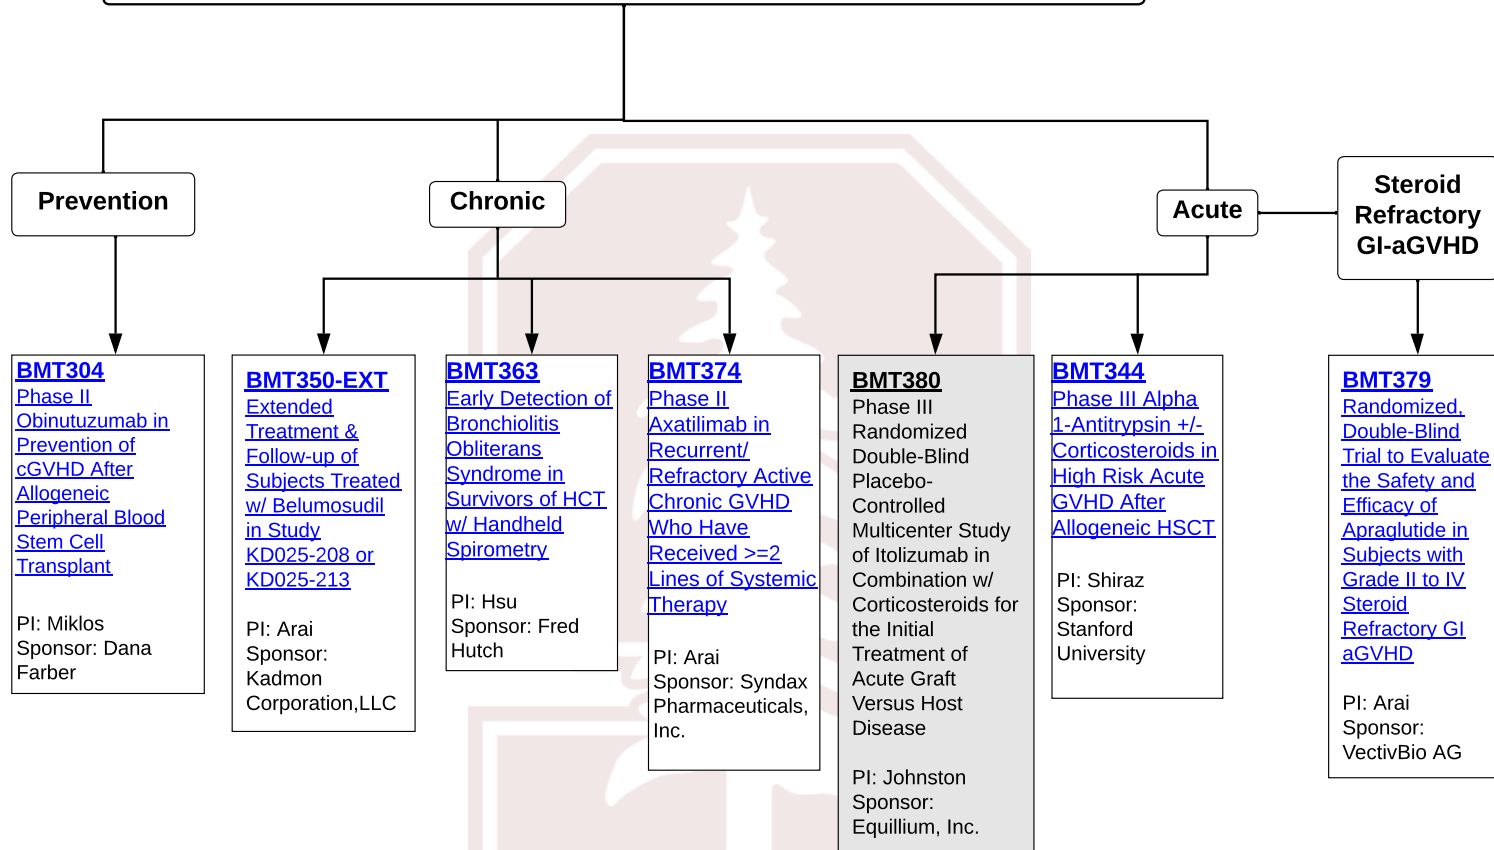 Prevention
Chronic
Acute
Steroid
Refractory
GI-aGVHD
BMT304
Phase II
Obinutuzumab in
Prevention of
cGVHD After
Allogeneic
Peripheral Blood
Stem Cell
Transplant
PI: Miklos
Sponsor: Dana
Farber
BMT350-EXT
Extended
Treatment &
Follow-up of
Subjects Treated
w/ Belumosudil
in Study
KD025-208 or
KD025-213
PI: Arai
Sponsor:
Kadmon
Corporation,LLC
BMT363
Early Detection of
Bronchiolitis
Obliterans
Syndrome in
Survivors of HCT
w/ Handheld
Spirometry
PI: Hsu
Sponsor: Fred
Hutch
BMT374
Phase II
Axatilimab in
Recurrent/
Refractory Active
Chronic GVHD
Who Have
Received >=2
Lines of Systemic
Therapy
PI: Arai
Sponsor: Syndax
Pharmaceuticals,
Inc.
BMT380
Phase III
Randomized
Double-Blind
Placebo-
Controlled
Multicenter Study
of Itolizumab in
Combination w/
Corticosteroids for
the Initial
Treatment of
Acute Graft
Versus Host
Disease
PI: Johnston
Sponsor:
Equillium, Inc.
BMT344
Phase III Alpha
1-Antitrypsin +/-
Corticosteroids in
High Risk Acute
GVHD After
Allogeneic HSCT
PI: Shiraz
Sponsor:
Stanford
University
BMT379
Randomized,
Double-Blind
Trial to Evaluate
the Safety and
Efficacy of
Apraglutide in
Subjects with
Grade II to IV
Steroid
Refractory GI
aGVHD
PI: Arai
Sponsor:
VectivBio AG